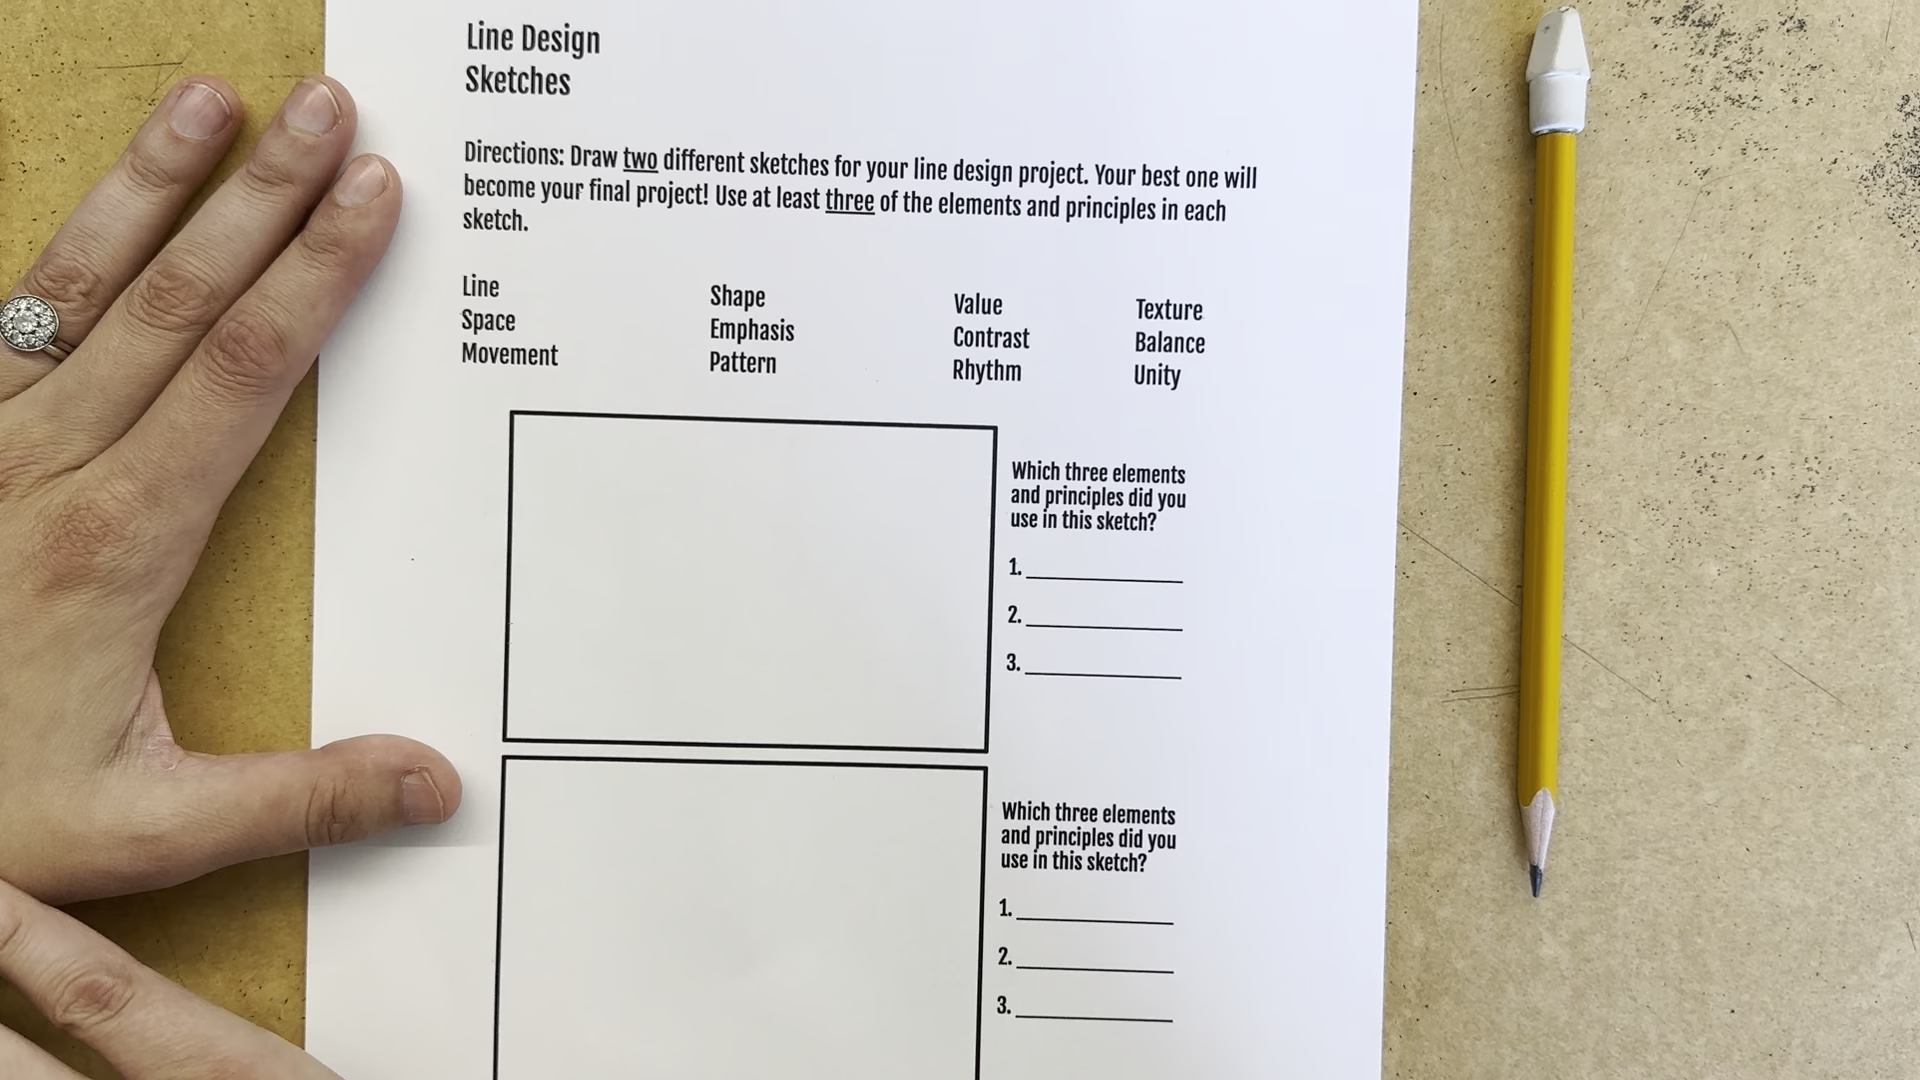 Line Design
Sketches
Directions: Draw two different sketches for your line design project. Your best one will
become your final project! Use at least three of the elements and principles in each
sketch.
Line
Space
Movement
Shape
Emphasis
Pattern
Value
Contrast
Rhythm
Texture
Balance
Unity
Which three elements
and principles did you
use in this sketch?
1.
2.
3.
Which three elements
and principles did you
use in this sketch?
1.
2.
3.